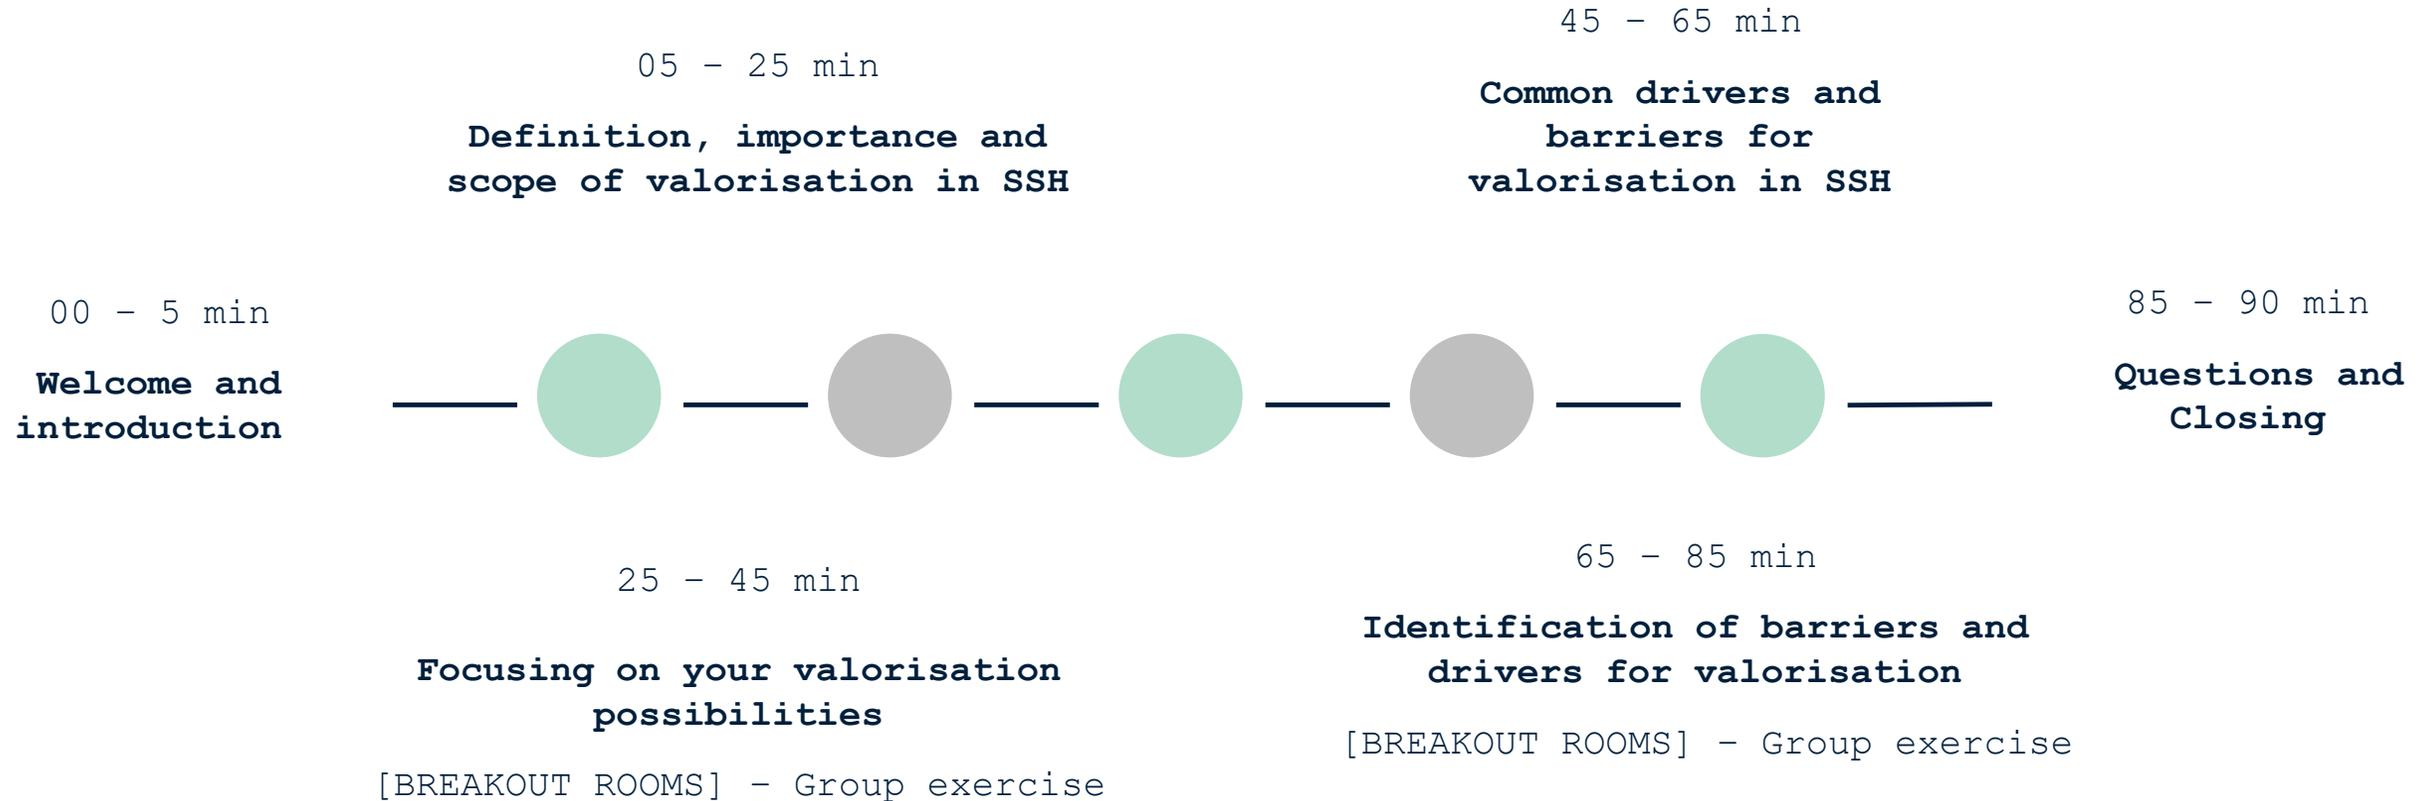 00 – 5 min
Welcome and
introduction
05 – 25 min
Definition, importance and
scope of valorisation in SSH
25 – 45 min
Focusing on your valorisation
possibilities
[BREAKOUT ROOMS] – Group exercise
45 – 65 min
Common drivers and
barriers for
valorisation in SSH
65 – 85 min
Identification of barriers and
drivers for valorisation
[BREAKOUT ROOMS] – Group exercise
85 – 90 min
Questions and
Closing